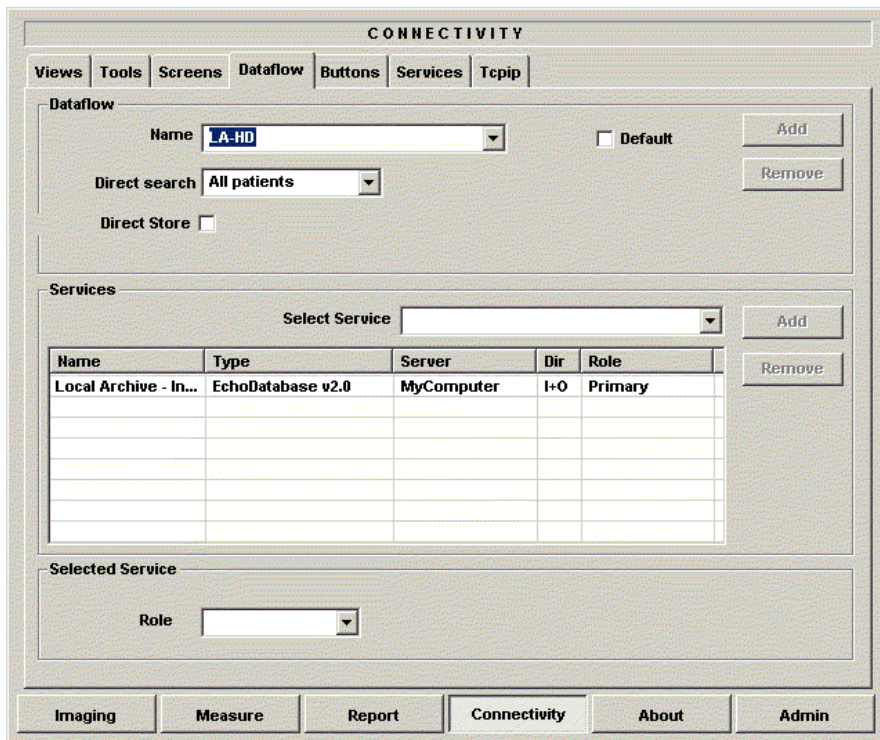 CONNECTIVITY
Views Tools Screens Dataflow Buttons Services Tcpip
Dataflow
Name LA-HD Default Add
Direct search All patients Remove
Direct Store
Services
Select Service Add
Name Type Server Dir Role Remove
Local Archive - In... EchoDatabase v2.0 MyComputer I+O Primary
Selected Service
Role
Imaging Measure Report Connectivity About Admin